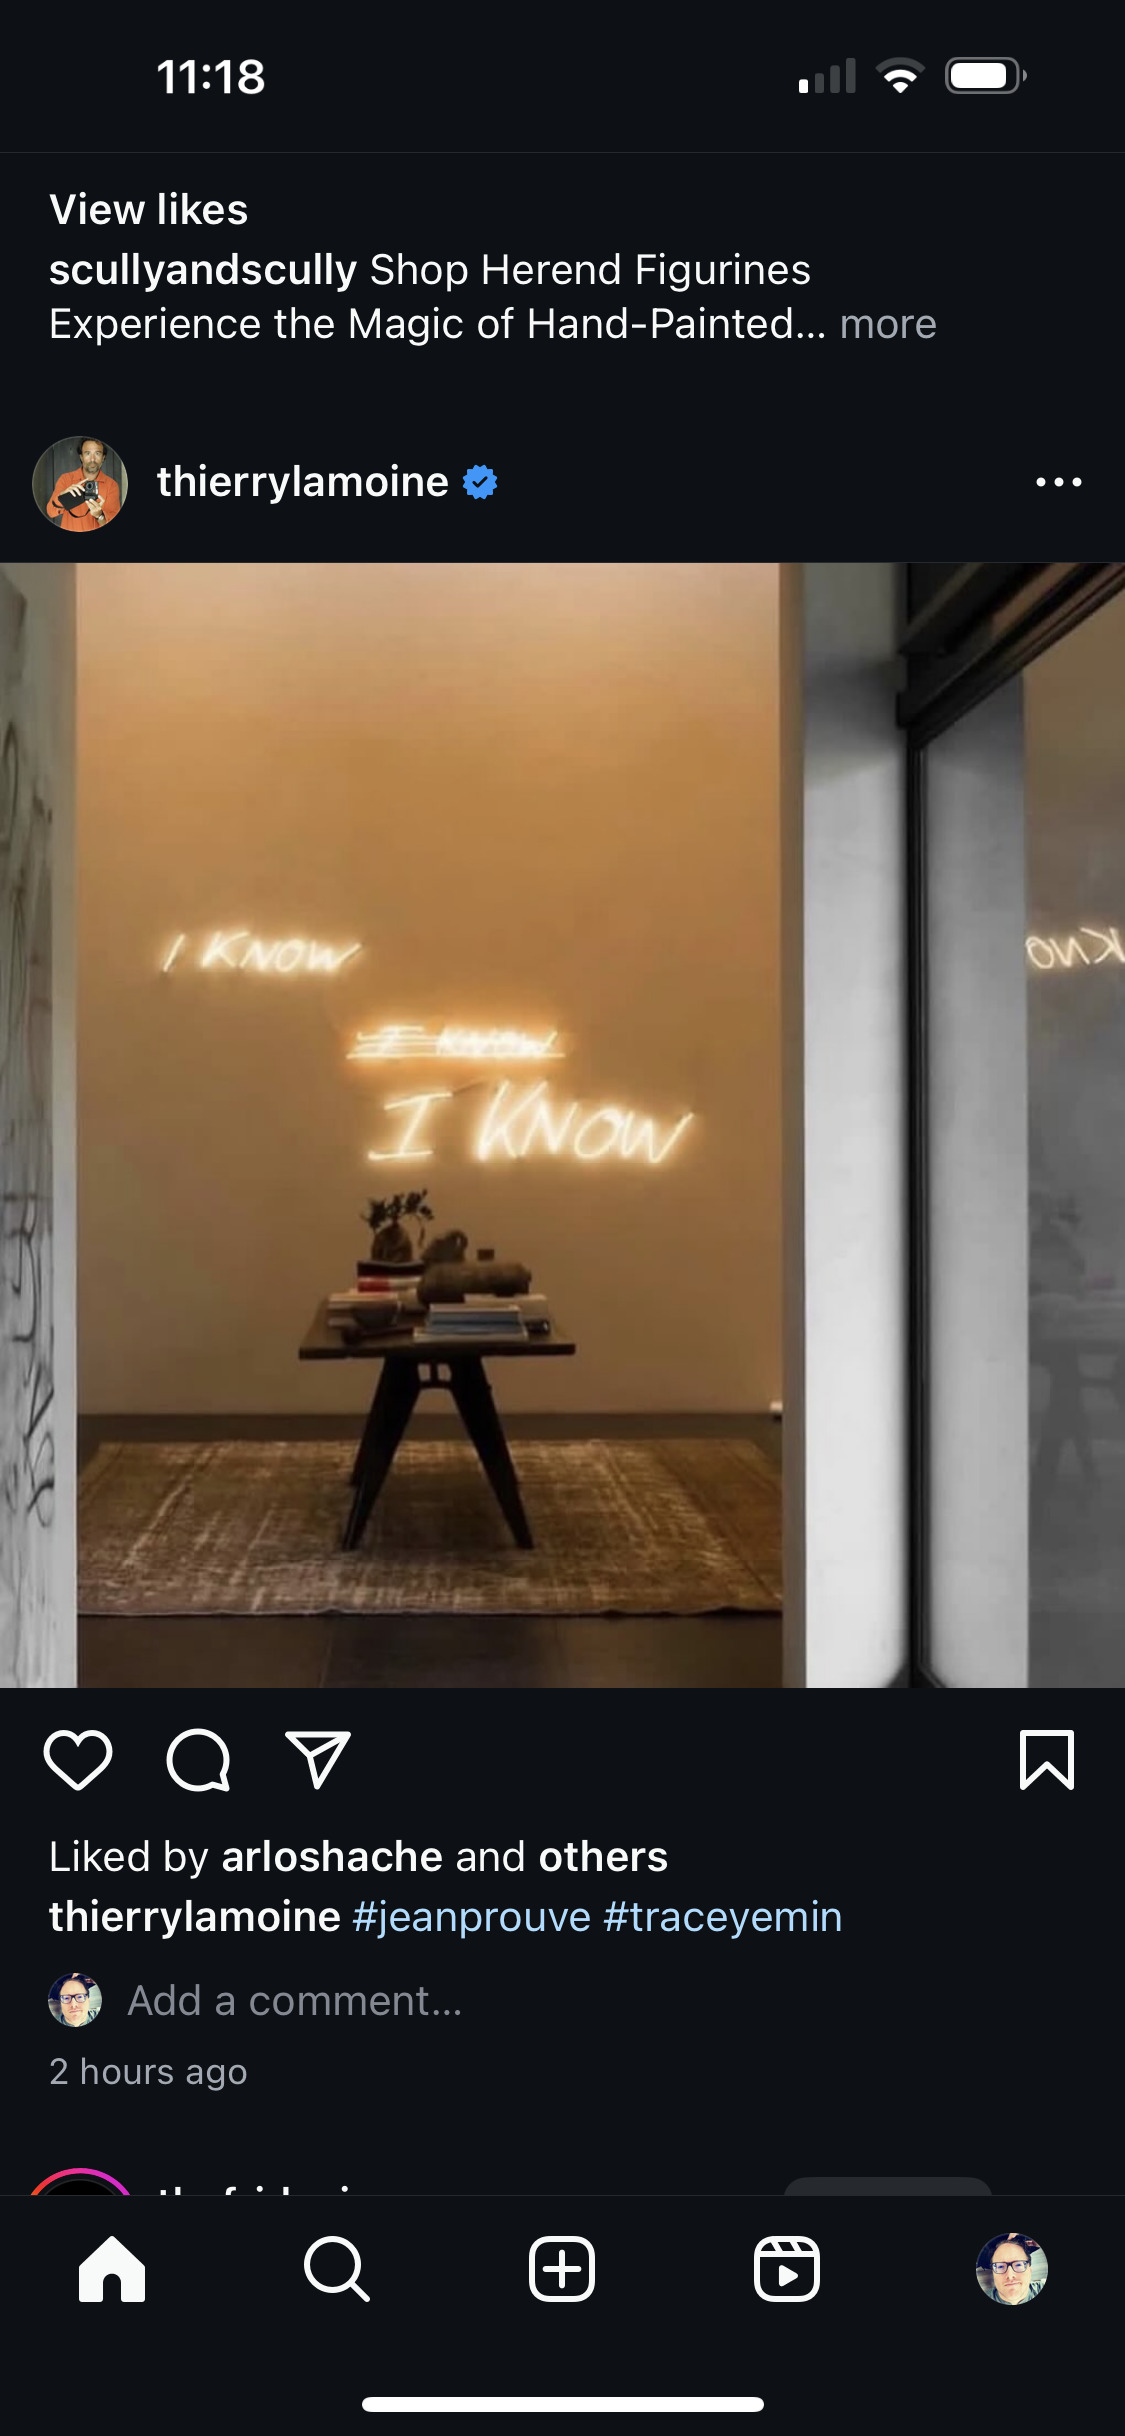 11:18
View likes
scullyandscully Shop Herend Figurines
Experience the Magic of Hand-Painted... more
thierrylamoine
I KNOW
I KNOW
I KNOW
Liked by arloshache and others
thierrylamoine #jeanprouve #traceyemin
Add a comment...
2 hours ago